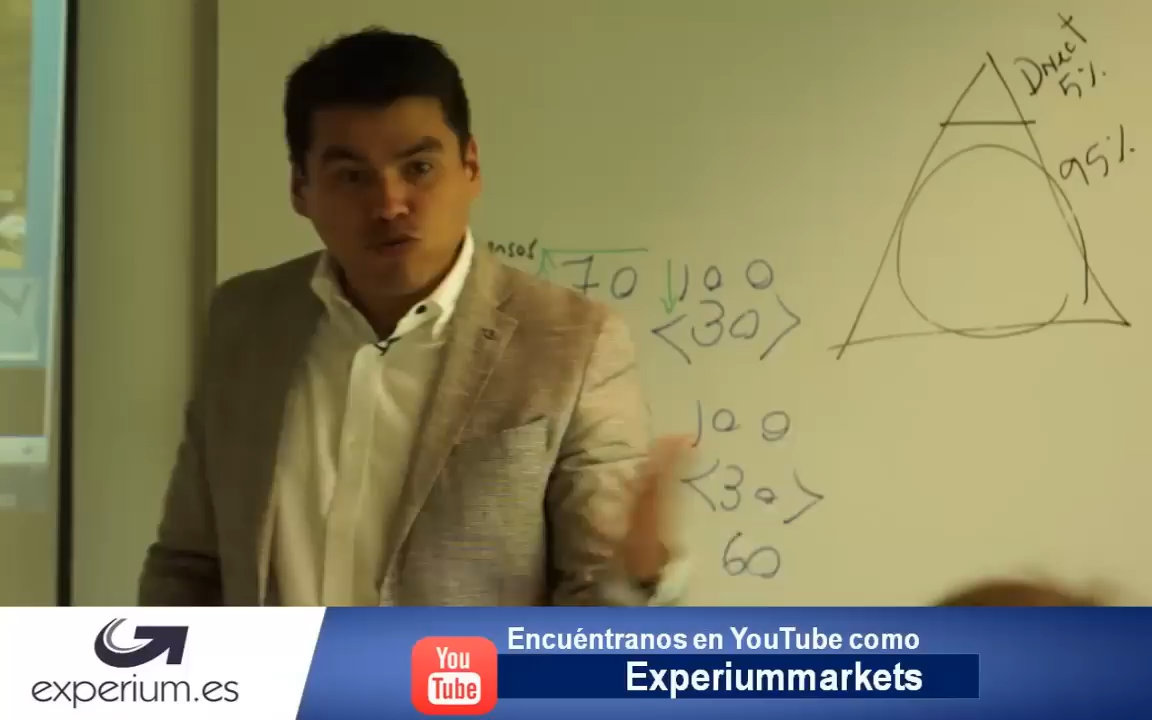 Direct
5%
95%
70
100
<30>
100
<30>
60
experium.es
You
Tube
Encuéntranos en YouTube como
Experiummarkets